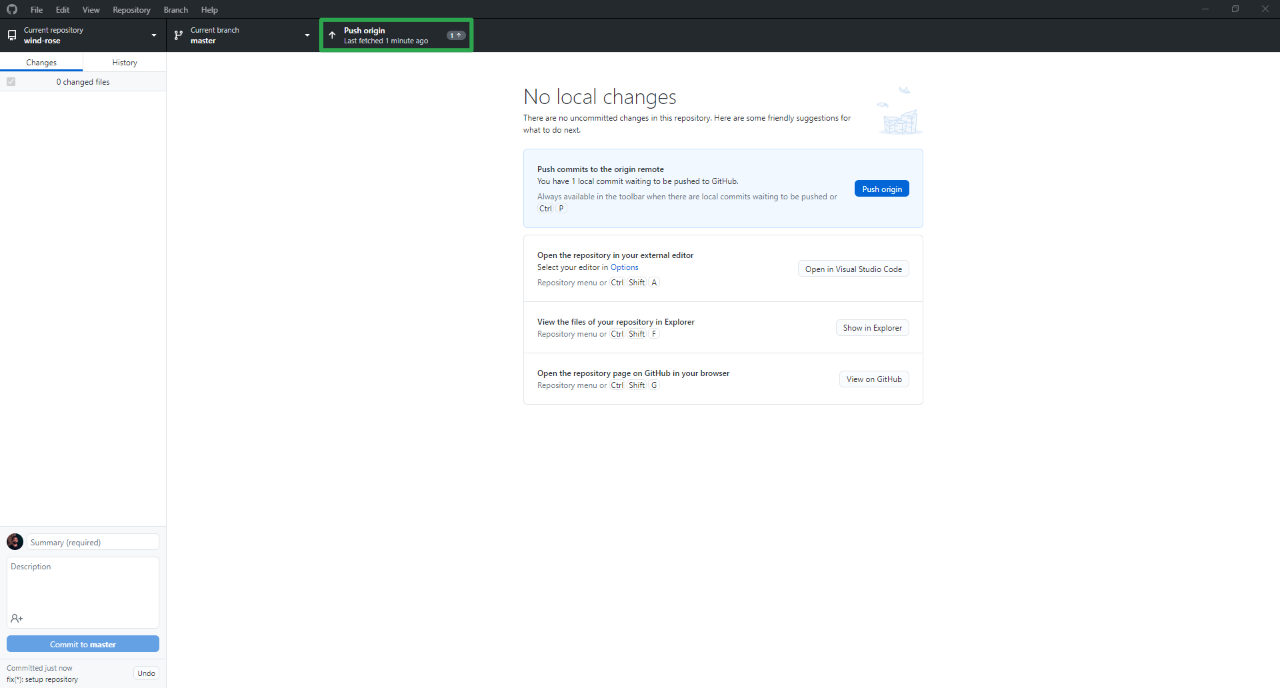 File Edit View Repository Branch Help
Current repository
wind-rose
Current branch
master
Push origin
Last fetched 1 minute ago
1
Changes History
0 changed files
No local changes
There are no uncommitted changes in this repository. Here are some friendly suggestions for
what to do next.
Push commits to the origin remote
You have 1 local commit waiting to be pushed to GitHub.
Always available in the toolbar when there are local commits waiting to be pushed or
Ctrl P
Push origin
Open the repository in your external editor
Select your editor in Options
Repository menu or Ctrl Shift A
Open in Visual Studio Code
View the files of your repository in Explorer
Repository menu or Ctrl Shift F
Show in Explorer
Open the repository page on GitHub in your browser
Repository menu or Ctrl Shift G
View on GitHub
Summary (required)
Description
Commit to master
Committed just now
fix(*): setup repository
Undo